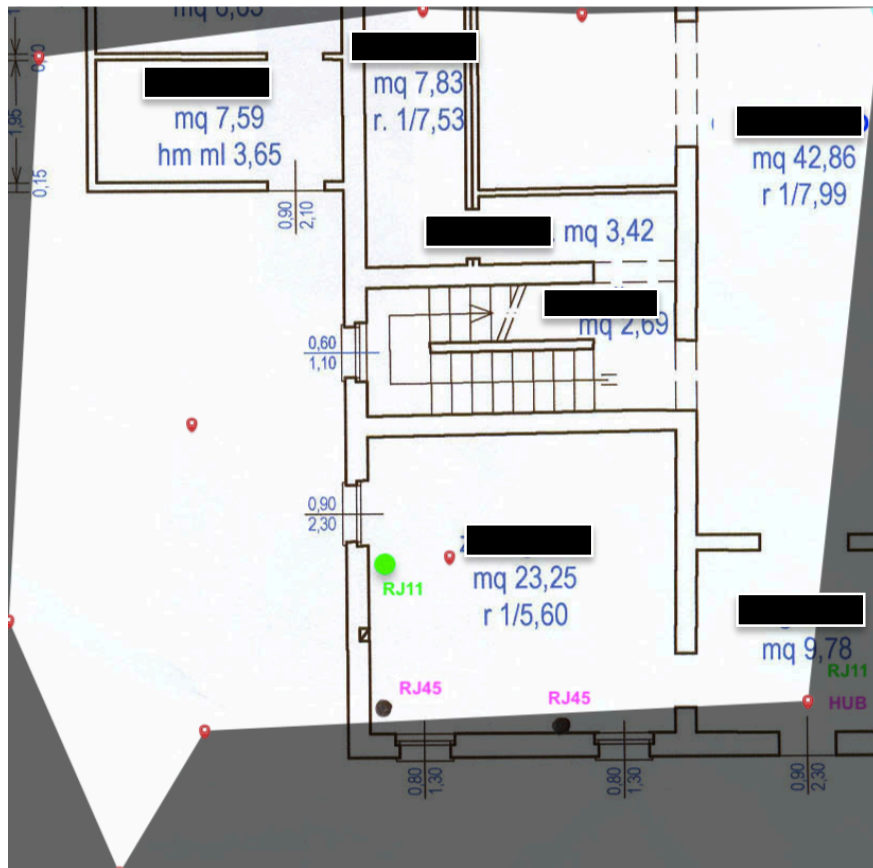 mq 7,59
hm ml 3,65
mq 7,83
r. 1/7,53
mq 42,86
r 1/7,99
mq 3,42
mq 2,69
1,95
0,15
0,90
2,10
0,60
1,10
0,90
2,30
mq 23,25
r 1/5,60
RJ11
RJ45
RJ45
mq 9,78
RJ11
HUB
0,80
1,30
0,80
1,30
0,90
2,30